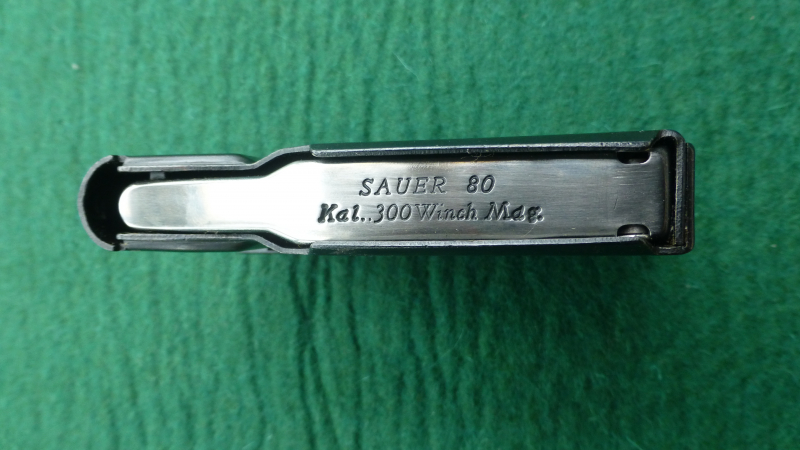 SAUER 80
Kal..300 Winch Mag.